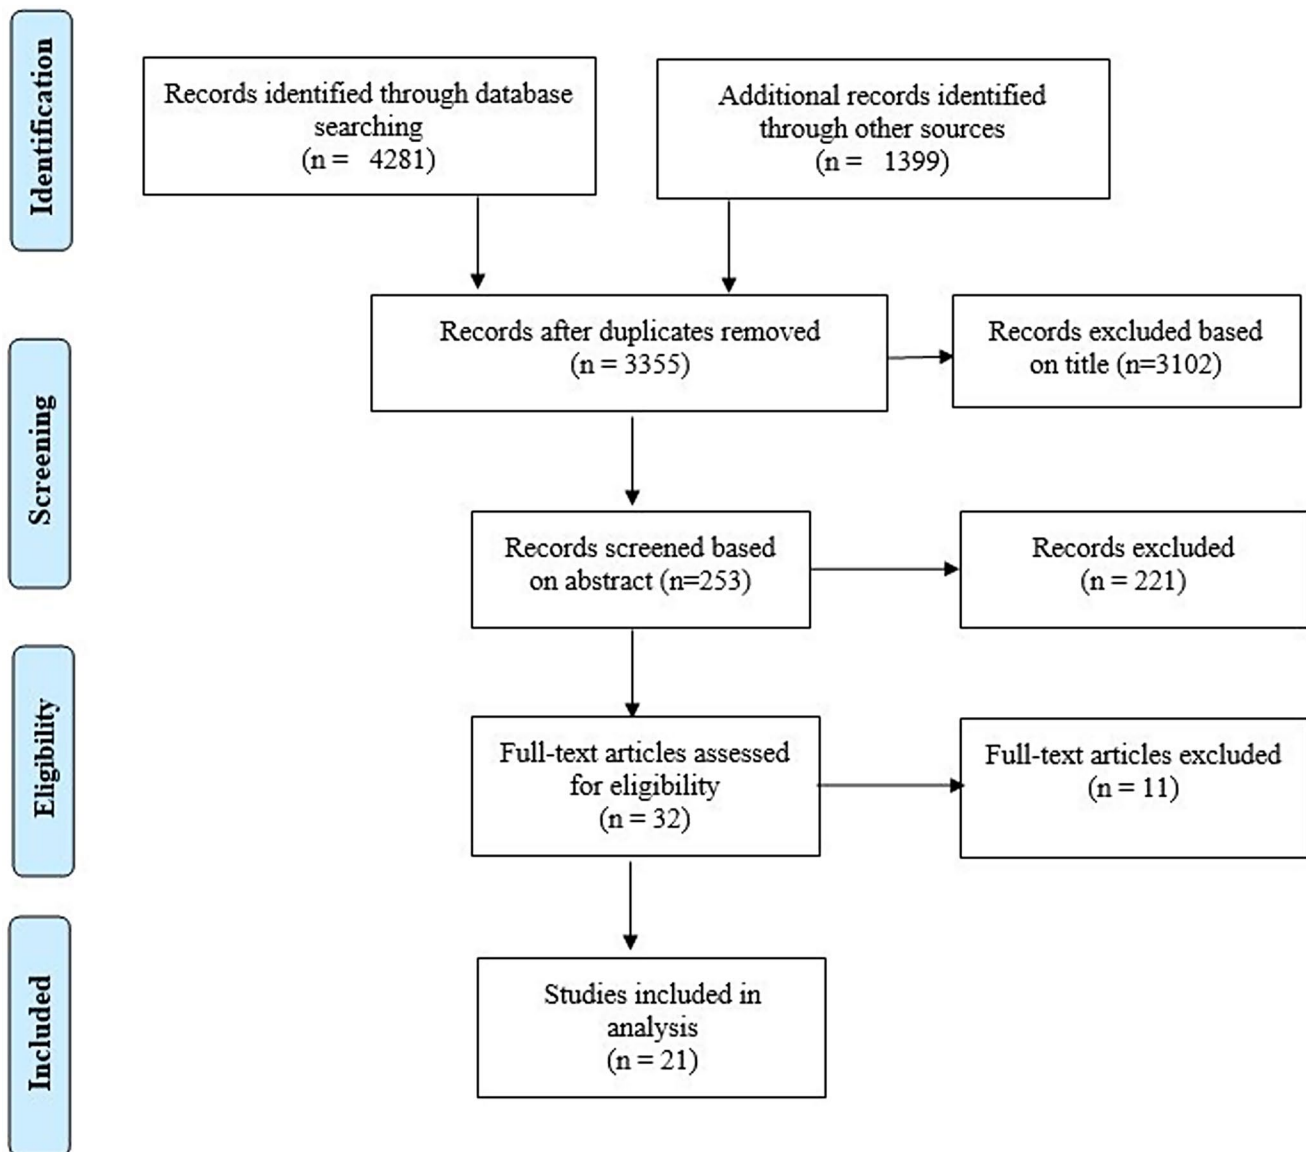 Identification
Records identified through database
searching
(n =   4281)
Additional records identified
through other sources
(n =   1399)
Records after duplicates removed
(n = 3355)
Records excluded based
on title (n=3102)
Screening
Records screened based
on abstract (n=253)
Records excluded
(n = 221)
Eligibility
Full-text articles assessed
for eligibility
(n = 32)
Full-text articles excluded
(n = 11)
Included
Studies included in
analysis
(n = 21)